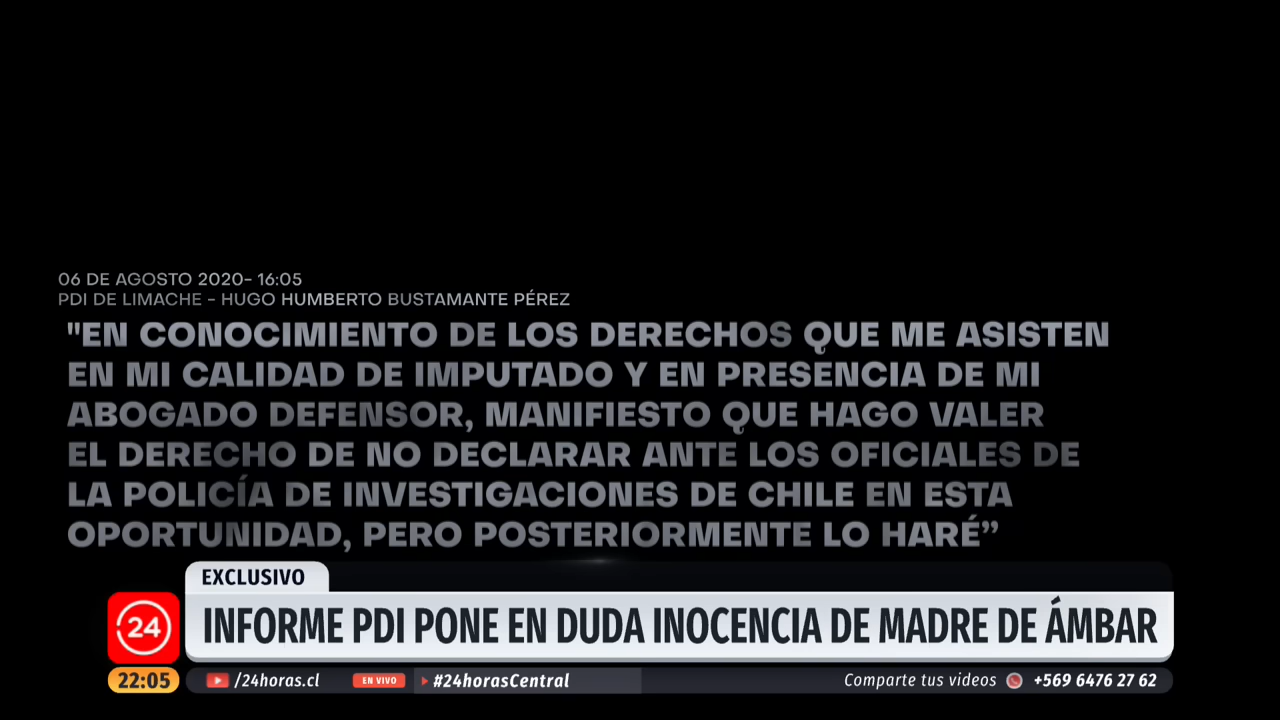 06 DE AGOSTO 2020- 16:05
PDI DE LIMACHE - HUGO HUMBERTO BUSTAMANTE PÉREZ
"EN CONOCIMIENTO DE LOS DERECHOS QUE ME ASISTEN
EN MI CALIDAD DE IMPUTADO Y EN PRESENCIA DE MI
ABOGADO DEFENSOR, MANIFIESTO QUE HAGO VALER
EL DERECHO DE NO DECLARAR ANTE LOS OFICIALES DE
LA POLICÍA DE INVESTIGACIONES DE CHILE EN ESTA
OPORTUNIDAD, PERO POSTERIORMENTE LO HARÉ”
EXCLUSIVO
24 INFORME PDI PONE EN DUDA INOCENCIA DE MADRE DE ÁMBAR
22:05 /24horas.cl EN VIVO #24horasCentral Comparte tus videos +569 6476 27 62